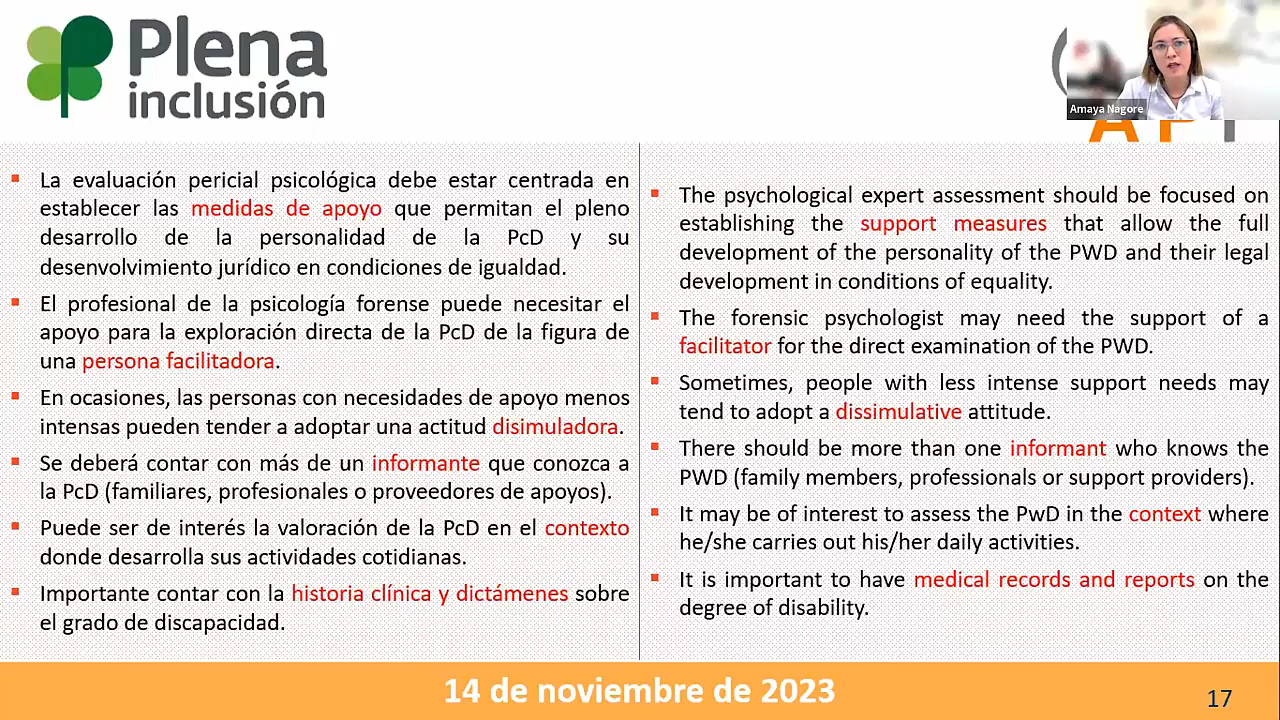 Plena
inclusión
Amaya Nagore
▪ La evaluación pericial psicológica debe estar centrada en
establecer las medidas de apoyo que permitan el pleno
desarrollo de la personalidad de la PcD y su
desenvolvimiento jurídico en condiciones de igualdad.
▪ El profesional de la psicología forense puede necesitar el
apoyo para la exploración directa de la PcD de la figura de
una persona facilitadora.
▪ En ocasiones, las personas con necesidades de apoyo menos
intensas pueden tender a adoptar una actitud disimuladora.
▪ Se deberá contar con más de un informante que conozca a
la PcD (familiares, profesionales o proveedores de apoyos).
▪ Puede ser de interés la valoración de la PcD en el contexto
donde desarrolla sus actividades cotidianas.
▪ Importante contar con la historia clínica y dictámenes sobre
el grado de discapacidad.
▪ The psychological expert assessment should be focused on
establishing the support measures that allow the full
development of the personality of the PWD and their legal
development in conditions of equality.
▪ The forensic psychologist may need the support of a
facilitator for the direct examination of the PWD.
▪ Sometimes, people with less intense support needs may
tend to adopt a dissimulative attitude.
▪ There should be more than one informant who knows the
PWD (family members, professionals or support providers).
▪ It may be of interest to assess the PwD in the context where
he/she carries out his/her daily activities.
▪ It is important to have medical records and reports on the
degree of disability.
14 de noviembre de 2023
17